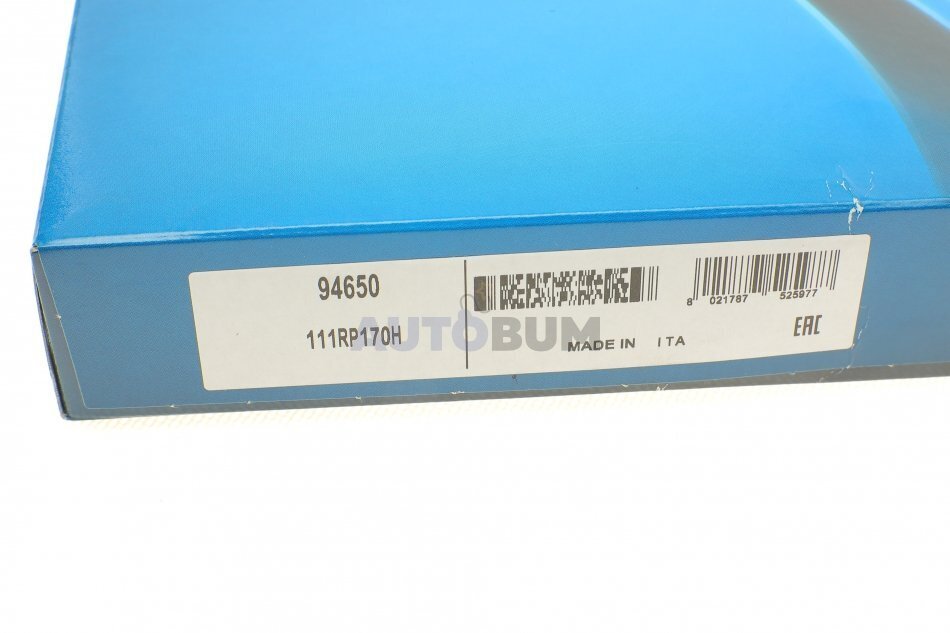 94650
111RP170H
8 021787 525977
MADE IN ITA
EAC
AUTOBUM